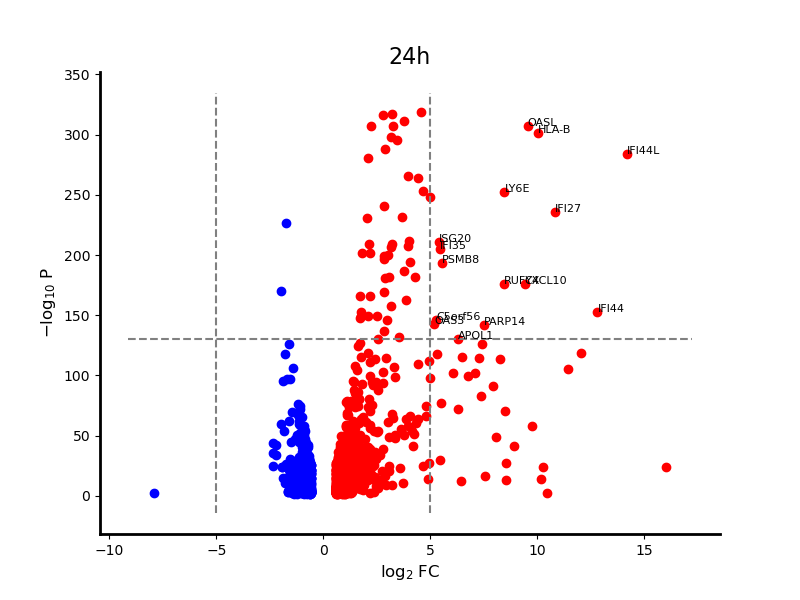 24h
350
300
250
200
150
100
50
0
−log₁₀ P
OASL
HLA-B
IFI44L
LY6E
IFI27
ISG20
IFI35
PSMB8
CXCL10
IFI44
C5orf56
OAS3
PARP14
APOL1
−10
−5
0
5
10
15
log₂ FC